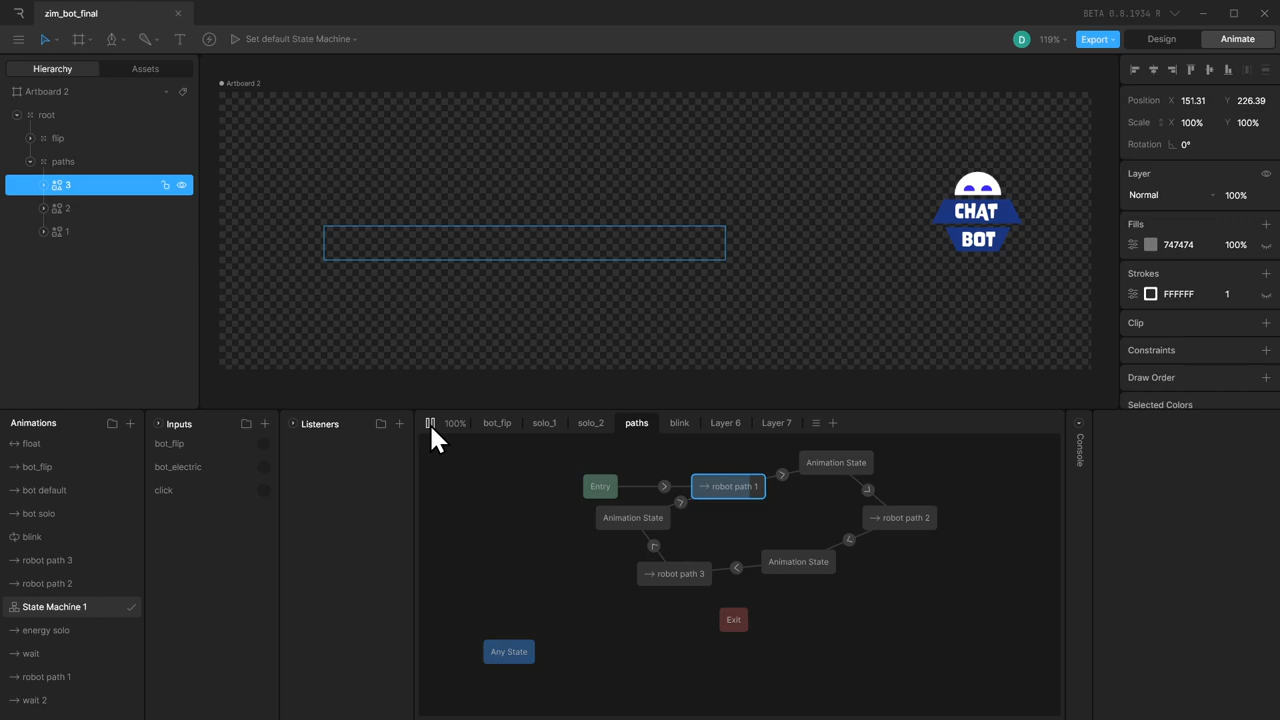 zim_bot_final
BETA 0.8.1934 R
Set default State Machine
D
119%
Export
Design
Animate
Hierarchy
Assets
Artboard 2
root
flip
paths
3
2
1
Artboard 2
CHAT
BOT
Position X 151.31 Y 226.39
Scale X 100% Y 100%
Rotation 0°
Layer
Normal 100%
Fills
747474 100%
Strokes
FFFFFF 1
Clip
Constraints
Draw Order
Selected Colors
Animations
float
bot_flip
bot default
bot solo
blink
robot path 3
robot path 2
State Machine 1
energy solo
wait
robot path 1
wait 2
Inputs
bot_flip
bot_electric
click
Listeners
100%
bot_flip
solo_1
solo_2
paths
blink
Layer 6
Layer 7
Animation State
Entry
robot path 1
Animation State
robot path 2
Animation State
robot path 3
Exit
Any State
Console